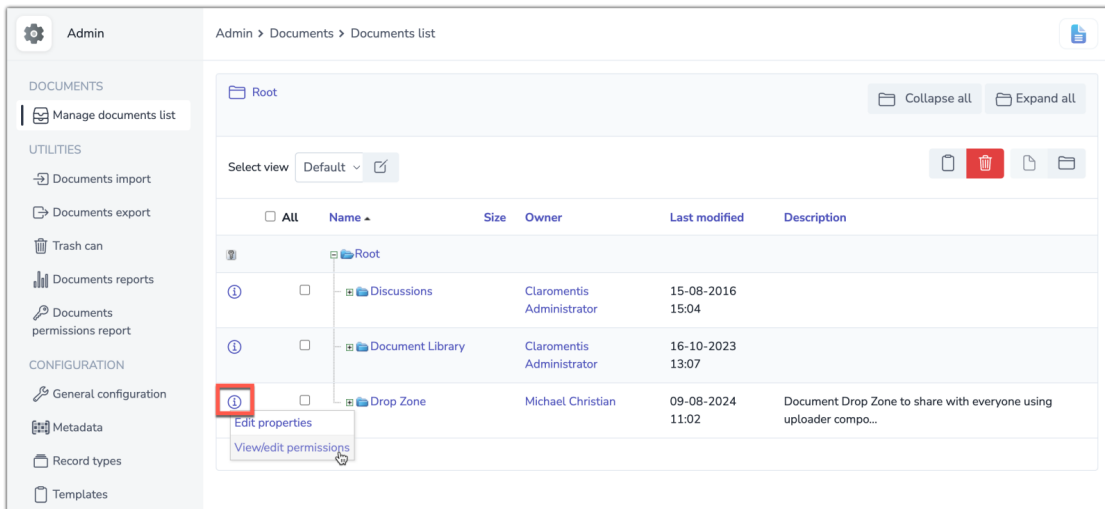 Admin
Admin > Documents > Documents list
DOCUMENTS
Manage documents list
UTILITIES
Documents import
Documents export
Trash can
Documents reports
Documents
permissions report
CONFIGURATION
General configuration
Metadata
Record types
Templates
Root
Collapse all
Expand all
Select view
Default
All
Name
Size
Owner
Last modified
Description
Root
Discussions
Claromentis
Administrator
15-08-2016
15:04
Document Library
Claromentis
Administrator
16-10-2023
13:07
Drop Zone
Michael Christian
09-08-2024
11:02
Document Drop Zone to share with everyone using
uploader compo...
Edit properties
View/edit permissions